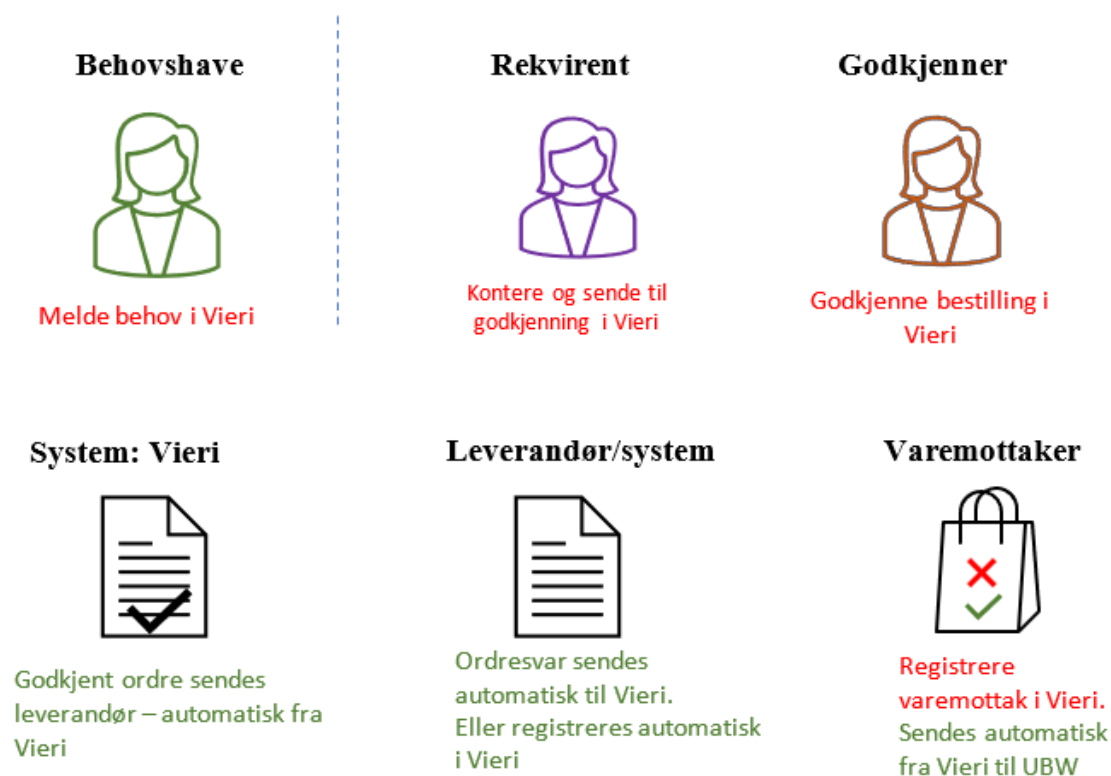 Behovshave
Rekvirent
Godkjenner
Melde behov i Vieri
Kontere og sende til
godkjenning i Vieri
Godkjenne bestilling i
Vieri
System: Vieri
Leverandør/system
Varemottaker
Godkjent ordre sendes
leverandør – automatisk fra
Vieri
Ordresvar sendes
automatisk til Vieri.
Eller registreres automatisk
i Vieri
Registrere
varemottak i Vieri.
Sendes automatisk
fra Vieri til UBW